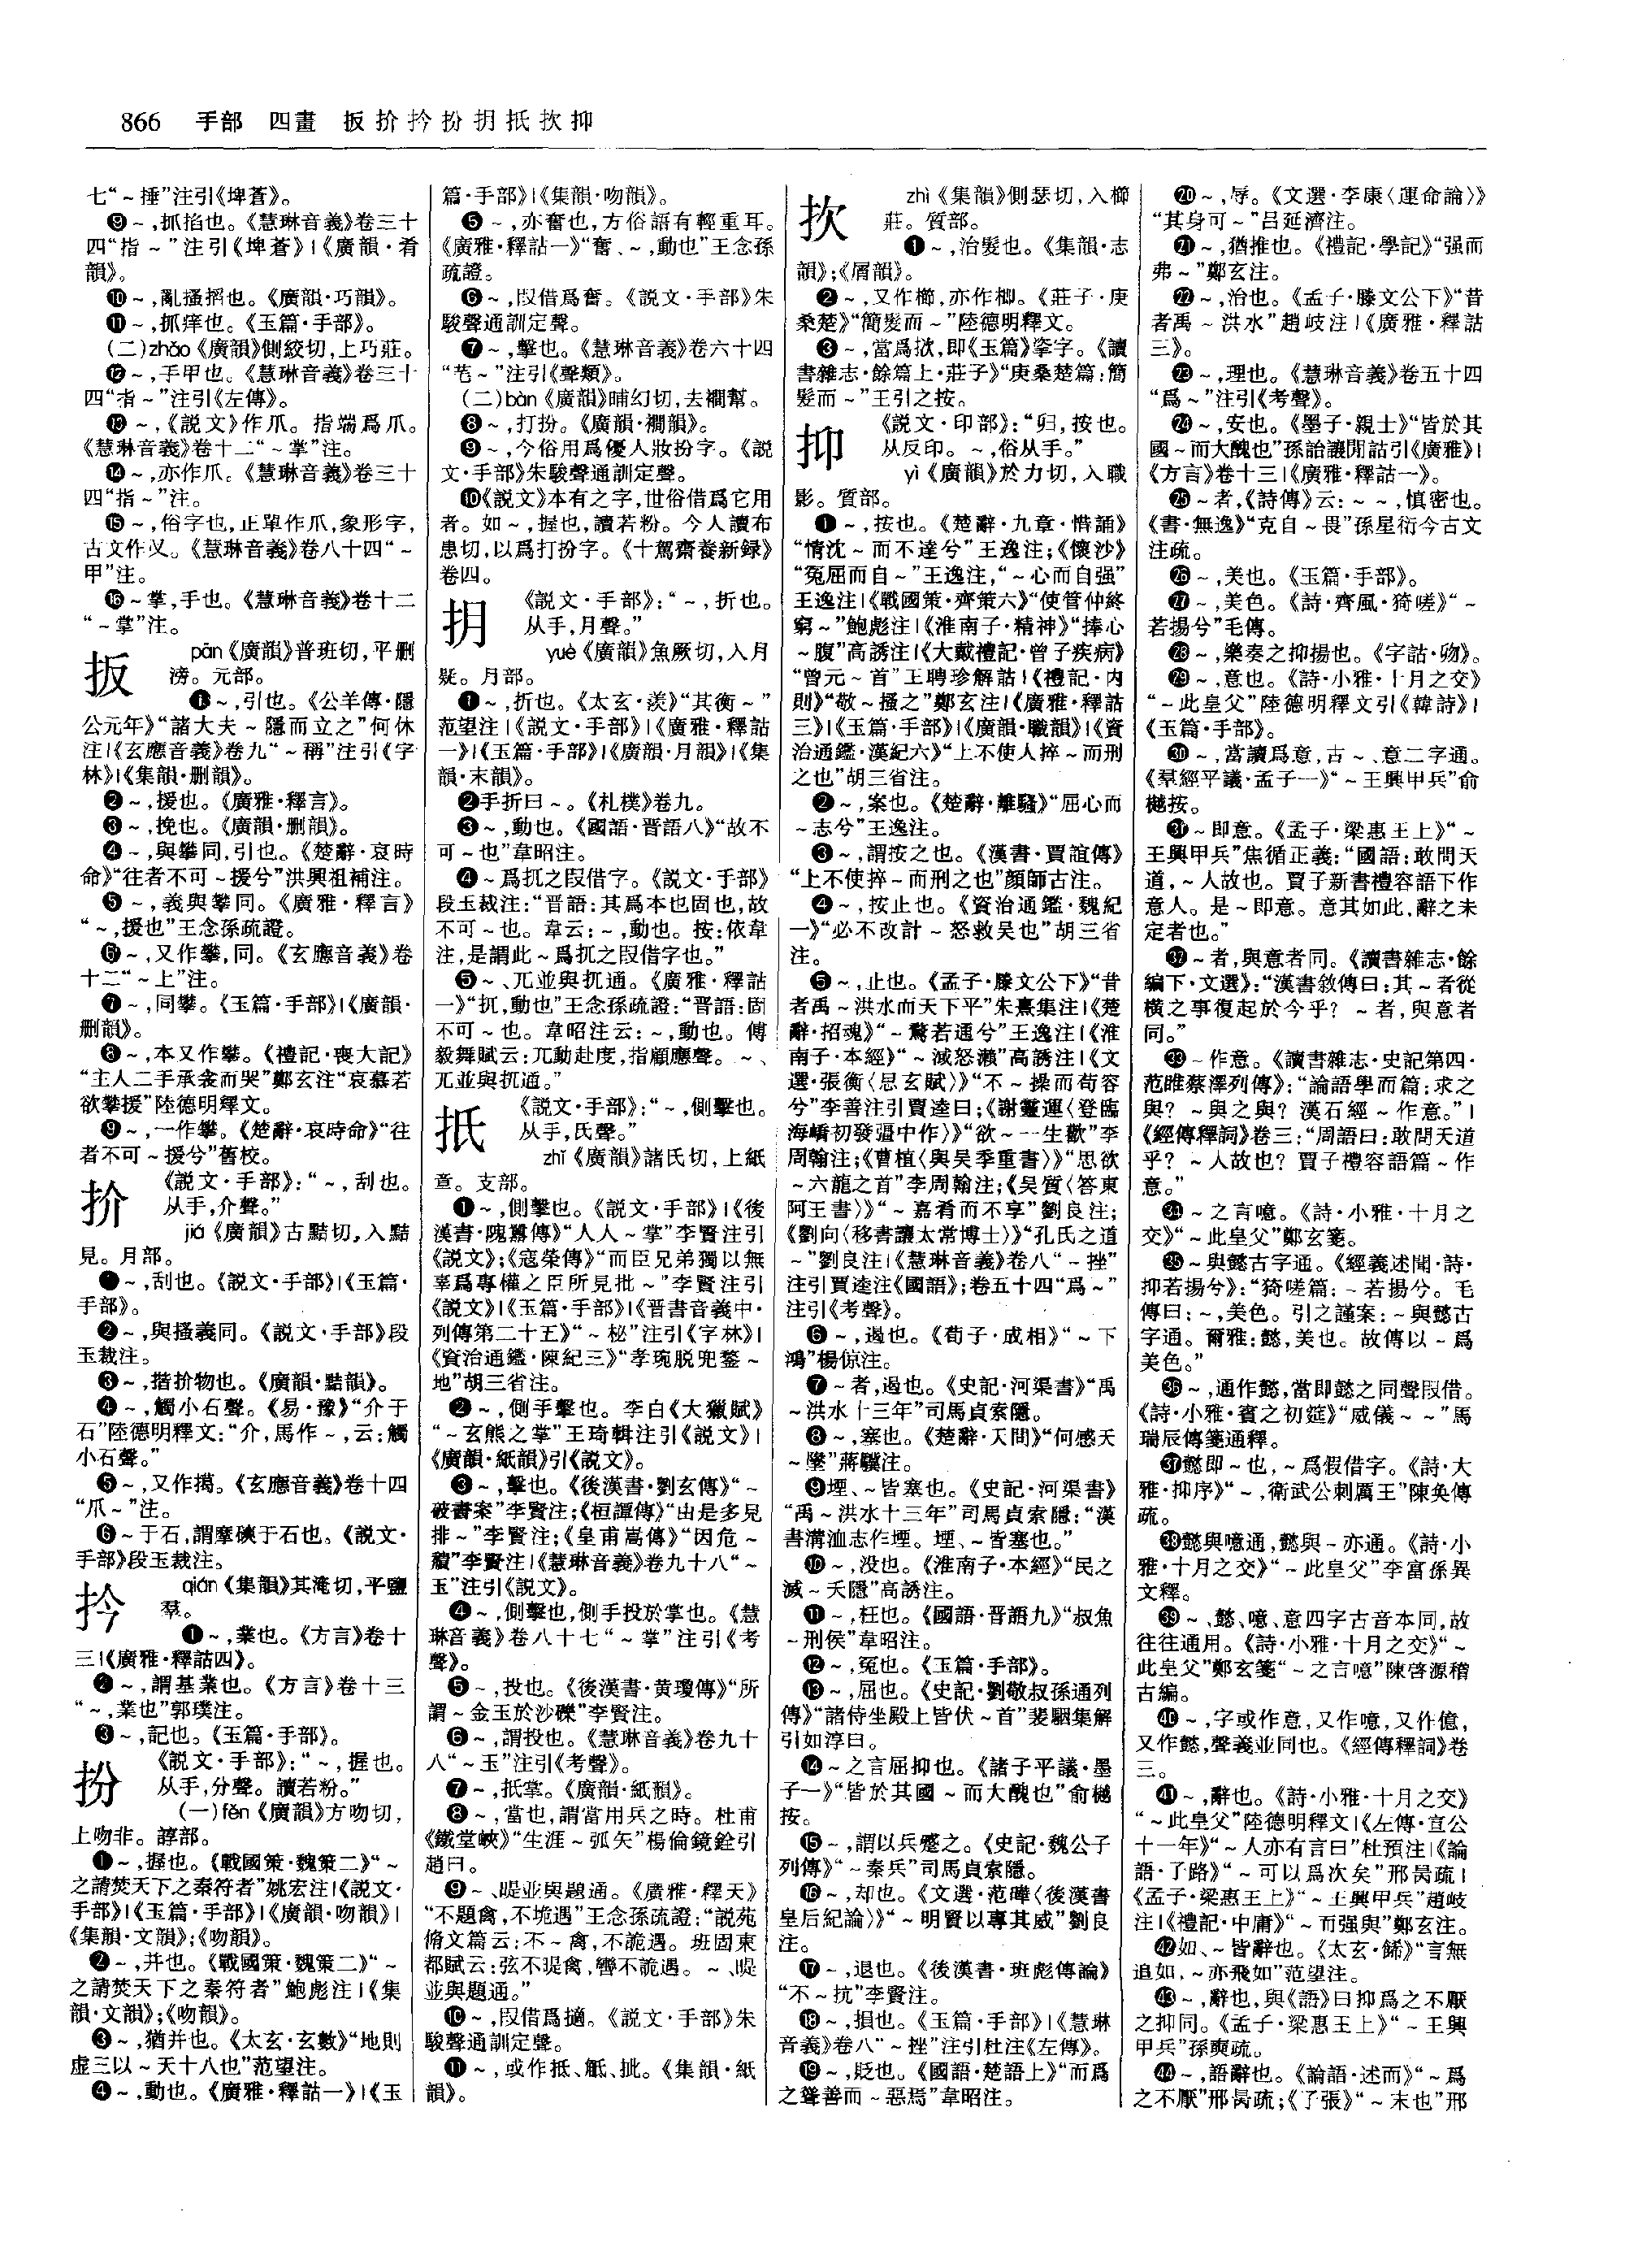 866 手部 四畫 扳扴扲扮抈抵抌抑
七“～捶”注引《埤蒼》。
❾～,抓掐也。《慧琳音義》卷三十
四“指～”注引《埤蒼》|《廣韻·肴
韻》。
❿～,亂搔搯也。《廣韻·巧韻》。
⓫～,抓痒也。《玉篇·手部》。
(二)zhǎo《廣韻》側絞切,上巧莊。
⓬～,手甲也。《慧琳音義》卷三十
四“指～”注引《左傳》。
⓭～,《説文》作爪。指端爲爪。
《慧琳音義》卷十二“～掌”注。
⓮～,亦作爪。《慧琳音義》卷三十
四“指～”注。
⓯～,俗字也,正單作爪,象形字,
古文作叉。《慧琳音義》卷八十四“～
甲”注。
⓰～掌,手也。《慧琳音義》卷十二
“～掌”注。
扳 pān《廣韻》普班切,平删
滂。元部。
❶～,引也。《公羊傳·隱
公元年》“諸大夫～隱而立之”何休
注|《玄應音義》卷九“～稱”注引《字
林》|《集韻·删韻》。
❷～,援也。《廣雅·釋言》。
❸～,挽也。《廣韻·删韻》。
❹～,與攀同,引也。《楚辭·哀時
命》“往者不可～援兮”洪興祖補注。
❺～,義與攀同。《廣雅·釋言》
“～,援也”王念孫疏證。
❻～,又作攀,同。《玄應音義》卷
十二“～上”注。
❼～,同攀。《玉篇·手部》|《廣韻·
删韻》。
❽～,本又作攀。《禮記·喪大記》
“主人二手承衾而哭”鄭玄注“哀慕若
欲攀援”陸德明釋文。
❾～,一作攀。《楚辭·哀時命》“往
者不可～援兮”舊校。
扴 《説文·手部》：“～,刮也。
从手,介聲。”
jiá《廣韻》古黠切,入黠
見。月部。
❶～,刮也。《説文·手部》|《玉篇·
手部》。
❷～,與搔義同。《説文·手部》段
玉裁注。
❸～,揩扴物也。《廣韻·黠韻》。
❹～,觸小石聲。《易·豫》“介于
石”陸德明釋文：“介,馬作～,云：觸
小石聲。”
❺～,又作擖。《玄應音義》卷十四
“爪～”注。
❻～于石,謂摩磢于石也。《説文·
手部》段玉裁注。
扲 qián《集韻》其淹切,平鹽
羣。
❶～,業也。《方言》卷十
三|《廣雅·釋詁四》。
❷～,謂基業也。《方言》卷十三
“～,業也”郭璞注。
❸～,記也。《玉篇·手部》。
扮 《説文·手部》：“～,握也。
从手,分聲。讀若粉。”
(一)fěn《廣韻》方吻切,
上吻非。諄部。
❶～,握也。《戰國策·魏策二》“～
之請焚天下之秦符者”姚宏注|《説文·
手部》|《玉篇·手部》|《廣韻·吻韻》|
《集韻·文韻》;《吻韻》。
❷～,并也。《戰國策·魏策二》“～
之請焚天下之秦符者”鮑彪注|《集
韻·文韻》;《吻韻》。
❸～,猶并也。《太玄·玄數》“地則
虚三以～天十八也”范望注。
❹～,動也。《廣雅·釋詁一》|《玉
篇·手部》|《集韻·吻韻》。
❺～,亦奮也,方俗語有輕重耳。
《廣雅·釋詁一》“奮、～,動也”王念孫
疏證。
❻～,叚借爲奮。《説文·手部》朱
駿聲通訓定聲。
❼～,擊也。《慧琳音義》卷六十四
“～”注引《聲類》。
(二)bàn《廣韻》晡幻切,去襇幫。
❽～,打扮。《廣韻·襇韻》。
❾～,今俗用爲優人妝扮字。《説
文·手部》朱駿聲通訓定聲。
❿《説文》本有之字,世俗借爲它用
者。如～,握也,讀若粉。今人讀布
患切,以爲打扮字。《十駕齋養新録》
卷四。
抈 《説文·手部》：“～,折也。
从手,月聲。”
yuè《廣韻》魚厥切,入月
疑。月部。
❶～,折也。《太玄·羨》“其衡～”
范望注|《説文·手部》|《廣雅·釋詁
一》|《玉篇·手部》|《廣韻·月韻》|《集
韻·末韻》。
❷手折曰～。《札樸》卷九。
❸～,動也。《國語·晋語八》“故不
可～也”韋昭注。
❹～爲扤之叚借字。《説文·手部》
段玉裁注：“晋語：其爲本也固也,故
不可～也。韋云：～,動也。按：依韋
注,是謂此～爲扤之叚借字也。”
❺～、兀並與扤通。《廣雅·釋詁
一》“扤,動也”王念孫疏證：“晋語：固
不可～也。韋昭注云：～,動也。傅
毅舞賦云：兀動赴度,指顧應聲。～、
兀並與扤通。”
抵 《説文·手部》：“～,側擊也。
从手,氏聲。”
zhǐ《廣韻》諸氏切,上紙
章。支部。
❶～,側擊也。《説文·手部》|《後
漢書·隗囂傳》“人人～掌”李賢注引
《説文》;《寇榮傳》“而臣兄弟獨以無
辜爲專權之臣所見批～”李賢注引
《説文》|《玉篇·手部》|《晋書音義中·
列傳第二十五》“～柲”注引《字林》|
《資治通鑑·陳紀三》“孝琬脱兜鍪～
地”胡三省注。
❷～,側手擊也。李白《大獵賦》
“～玄熊之掌”王琦輯注引《説文》|
《廣韻·紙韻》引《説文》。
❸～,擊也。《後漢書·劉玄傳》“～
破書案”李賢注;《桓譚傳》“由是多見
排～”李賢注;《皇甫嵩傳》“因危～
穨”李賢注|《慧琳音義》卷九十八“～
玉”注引《説文》。
❹～,側擊也,側手投於掌也。《慧
琳音義》卷八十七“～掌”注引《考
聲》。
❺～,投也。《後漢書·黄瓊傳》“所
謂～金玉於沙礫”李賢注。
❻～,謂投也。《慧琳音義》卷九十
八“～玉”注引《考聲》。
❼～,抵掌。《廣韻·紙韻》。
❽～,當也,謂當用兵之時。杜甫
《鐵堂峽》“生涯～弧矢”楊倫鏡銓引
趙曰。
❾～、崼並與題通。《廣雅·釋天》
“不題禽,不垝遇”王念孫疏證：“説苑
脩文篇云：不～禽,不詭遇。班固東
都賦云：弦不崼禽,轡不詭遇。～、崼
並與題通。”
❿～,叚借爲擿。《説文·手部》朱
駿聲通訓定聲。
⓫～,或作抵、觝、㧗。《集韻·紙
韻》。
zhì《集韻》側瑟切,入櫛
莊。質部。
❶～,治髮也。《集韻·志
韻》;《屑韻》。
❷～,又作櫛,亦作楖。《莊子·庚
桑楚》“簡髮而～”陸德明釋文。
❸～,當爲扻,即《玉篇》㧗字。《讀
書雜志·餘篇上·莊子》“庚桑楚篇：簡
髮而～”王引之按。
抑 《説文·印部》：“归,按也。
从反印。～,俗从手。”
yì《廣韻》於力切,入職
影。質部。
❶～,按也。《楚辭·九章·惜誦》
“情沈～而不達兮”王逸注;《懷沙》
“冤屈而自～”王逸注,“～心而自强”
王逸注|《戰國策·齊策六》“使管仲終
窮～”鮑彪注|《淮南子·精神》“捧心
～腹”高誘注|《大戴禮記·曾子疾病》
“曾元～首”王聘珍解詁|《禮記·内
則》“敬～搔之”鄭玄注|《廣雅·釋詁
三》|《玉篇·手部》|《廣韻·職韻》|《資
治通鑑·漢紀六》“上不使人捽～而刑
之也”胡三省注。
❷～,案也。《楚辭·離騷》“屈心而
～志兮”王逸注。
❸～,謂按之也。《漢書·賈誼傳》
“上不使捽～而刑之也”顔師古注。
❹～,按止也。《資治通鑑·魏紀
一》“必不改計～怒救吴也”胡三省
注。
❺～,止也。《孟子·滕文公下》“昔
者禹～洪水而天下平”朱熹集注|《楚
辭·招魂》“～騖若通兮”王逸注|《淮
南子·本經》“～減怒瀨”高誘注|《文
選·張衡〈思玄賦〉》“不～操而苟容
兮”李善注引賈逵曰;《謝靈運〈登臨
海嶠初發彊中作〉》“欲～一生歡”李
周翰注;《曹植〈與吴季重書〉》“思欲
～六龍之首”李周翰注;《吴質〈答東
阿王書〉》“～嘉肴而不享”劉良注;
《劉向〈移書讓太常博士〉》“孔氏之道
～”劉良注|《慧琳音義》卷八“～挫”
注引賈逵注《國語》;卷五十四“爲～”
注引《考聲》。
❻～,遏也。《荀子·成相》“～下
鴻”楊倞注。
❼～者,遏也。《史記·河渠書》“禹
～洪水十三年”司馬貞索隱。
❽～,塞也。《楚辭·天問》“何感天
～墜”蔣驥注。
❾堙、～皆塞也。《史記·河渠書》
“禹～洪水十三年”司馬貞索隱：“漢
書溝洫志作堙。堙、～皆塞也。”
❿～,没也。《淮南子·本經》“民之
滅～夭隱”高誘注。
⓫～,枉也。《國語·晋語九》“叔魚
～刑侯”韋昭注。
⓬～,冤也。《玉篇·手部》。
⓭～,屈也。《史記·劉敬叔孫通列
傳》“諸侍坐殿上皆伏～首”裴駰集解
引如淳曰。
⓮～之言屈抑也。《諸子平議·墨
子一》“皆於其國～而大醜也”俞樾
按。
⓯～,謂以兵蹙之。《史記·魏公子
列傳》“～秦兵”司馬貞索隱。
⓰～,却也。《文選·范曄〈後漢書
皇后紀論〉》“～明賢以專其威”劉良
注。
⓱～,退也。《後漢書·班彪傳論》
“不～抗”李賢注。
⓲～,損也。《玉篇·手部》|《慧琳
音義》卷八“～挫”注引杜注《左傳》。
⓳～,貶也。《國語·楚語上》“而爲
之聳善而～惡焉”韋昭注。
⓴～,辱。《文選·李康〈運命論〉》
“其身可～”吕延濟注。
㉑～,猶推也。《禮記·學記》“强而
弗～”鄭玄注。
㉒～,治也。《孟子·滕文公下》“昔
者禹～洪水”趙岐注|《廣雅·釋詁
三》。
㉓～,理也。《慧琳音義》卷五十四
“爲～”注引《考聲》。
㉔～,安也。《墨子·親士》“皆於其
國～而大醜也”孫詒讓閒詁引《廣雅》|
《方言》卷十三|《廣雅·釋詁一》。
㉕～者,《詩傳》云：～～,慎密也。
《書·無逸》“克自～畏”孫星衍今古文
注疏。
㉖～,美也。《玉篇·手部》。
㉗～,美色。《詩·齊風·猗嗟》“～
若揚兮”毛傳。
㉘～,樂奏之抑揚也。《字詁·䬃》。
㉙～,意也。《詩·小雅·十月之交》
“～此皇父”陸德明釋文引《韓詩》|
《玉篇·手部》。
㉚～,當讀爲意,古～、意二字通。
《羣經平議·孟子一》“～王興甲兵”俞
樾按。
㉛～即意。《孟子·梁惠王上》“～
王興甲兵”焦循正義：“國語：敢問天
道,～人故也。賈子新書禮容語下作
意人。是～即意。意其如此,辭之未
定者也。”
㉜～者,與意者同。《讀書雜志·餘
編下·文選》：“漢書敘傳曰：其～者從
横之事復起於今乎？～者,與意者
同。”
㉝～作意。《讀書雜志·史記第四·
范雎蔡澤列傳》：“論語學而篇：求之
與？～與之與？漢石經～作意。”|
《經傳釋詞》卷三：“周語曰：敢問天道
乎？～人故也？賈子禮容語篇～作
意。”
㉞～之言噫。《詩·小雅·十月之
交》“～此皇父”鄭玄箋。
㉟～與懿古字通。《經義述聞·詩·
抑若揚兮》：“猗嗟篇：～若揚兮。毛
傳曰：～,美色。引之謹案：～與懿古
字通。爾雅：懿,美也。故傳以～爲
美色。”
㊱～,通作懿,當即懿之同聲叚借。
《詩·小雅·賓之初筵》“威儀～～”馬
瑞辰傳箋通釋。
㊲懿即～也,～爲假借字。《詩·大
雅·抑序》“～,衛武公刺厲王”陳奂傳
疏。
㊳懿與噫通,懿與～亦通。《詩·小
雅·十月之交》“～此皇父”李富孫異
文釋。
㊴～、懿、噫、意四字古音本同,故
往往通用。《詩·小雅·十月之交》“～
此皇父”鄭玄箋“～之言噫”陳啓源稽
古編。
㊵～,字或作意,又作噫,又作億,
又作懿,聲義並同也。《經傳釋詞》卷
三。
㊶～,辭也。《詩·小雅·十月之交》
“～此皇父”陸德明釋文|《左傳·宣公
十一年》“～人亦有言曰”杜預注|《論
語·子路》“～可以爲次矣”邢昺疏|
《孟子·梁惠王上》“～王興甲兵”趙岐
注|《禮記·中庸》“～而强與”鄭玄注。
㊷如、～皆辭也。《太玄·餙》“言無
追如,～亦飛如”范望注。
㊸～,辭也,與《語》曰抑爲之不厭
之抑同。《孟子·梁惠王上》“～王興
甲兵”孫奭疏。
㊹～,語辭也。《論語·述而》“～爲
之不厭”邢昺疏;《子張》“～末也”邢